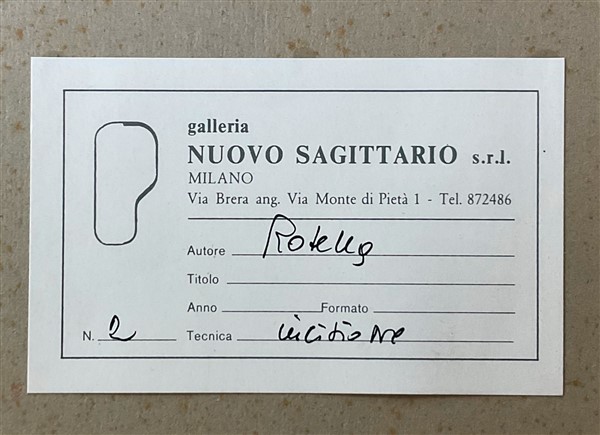 galleria
NUOVO SAGITTARIO s.r.l.
MILANO
Via Brera ang. Via Monte di Pietà 1 - Tel. 872486
Autore Rotella
Titolo
Anno Formato
N. 2 Tecnica incisione